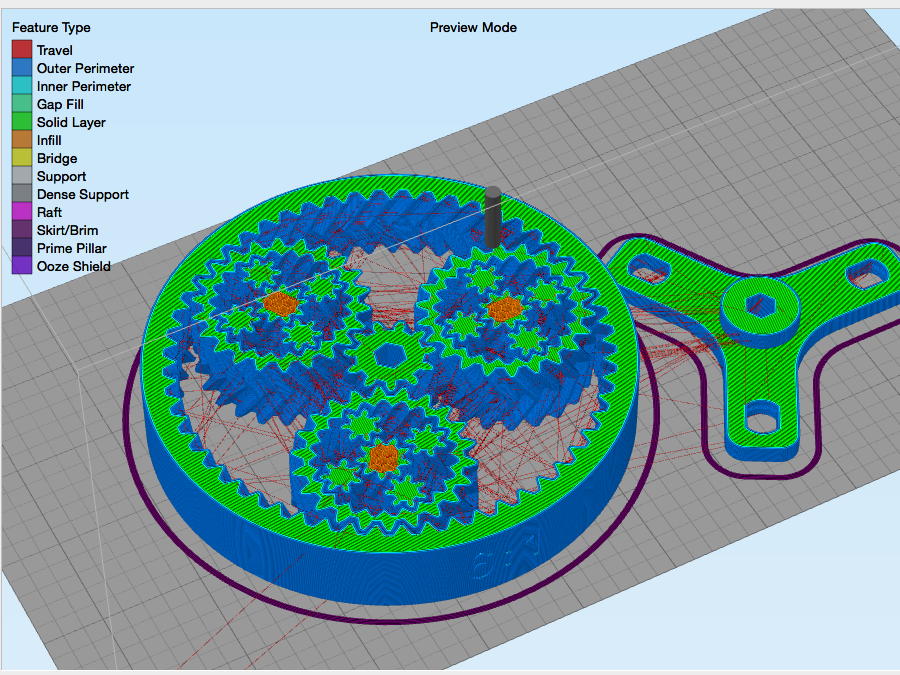 Feature Type
Preview Mode
Travel
Outer Perimeter
Inner Perimeter
Gap Fill
Solid Layer
Infill
Bridge
Support
Dense Support
Raft
Skirt/Brim
Prime Pillar
Ooze Shield